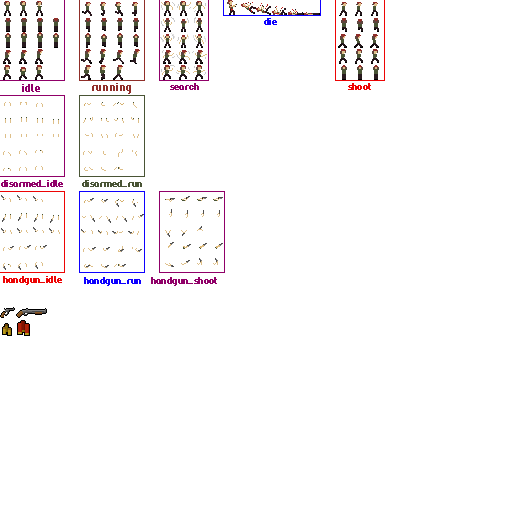 die
idle
running
search
shoot
disarmed_idle
disarmed_run
handgun_idle
handgun_run
handgun_shoot